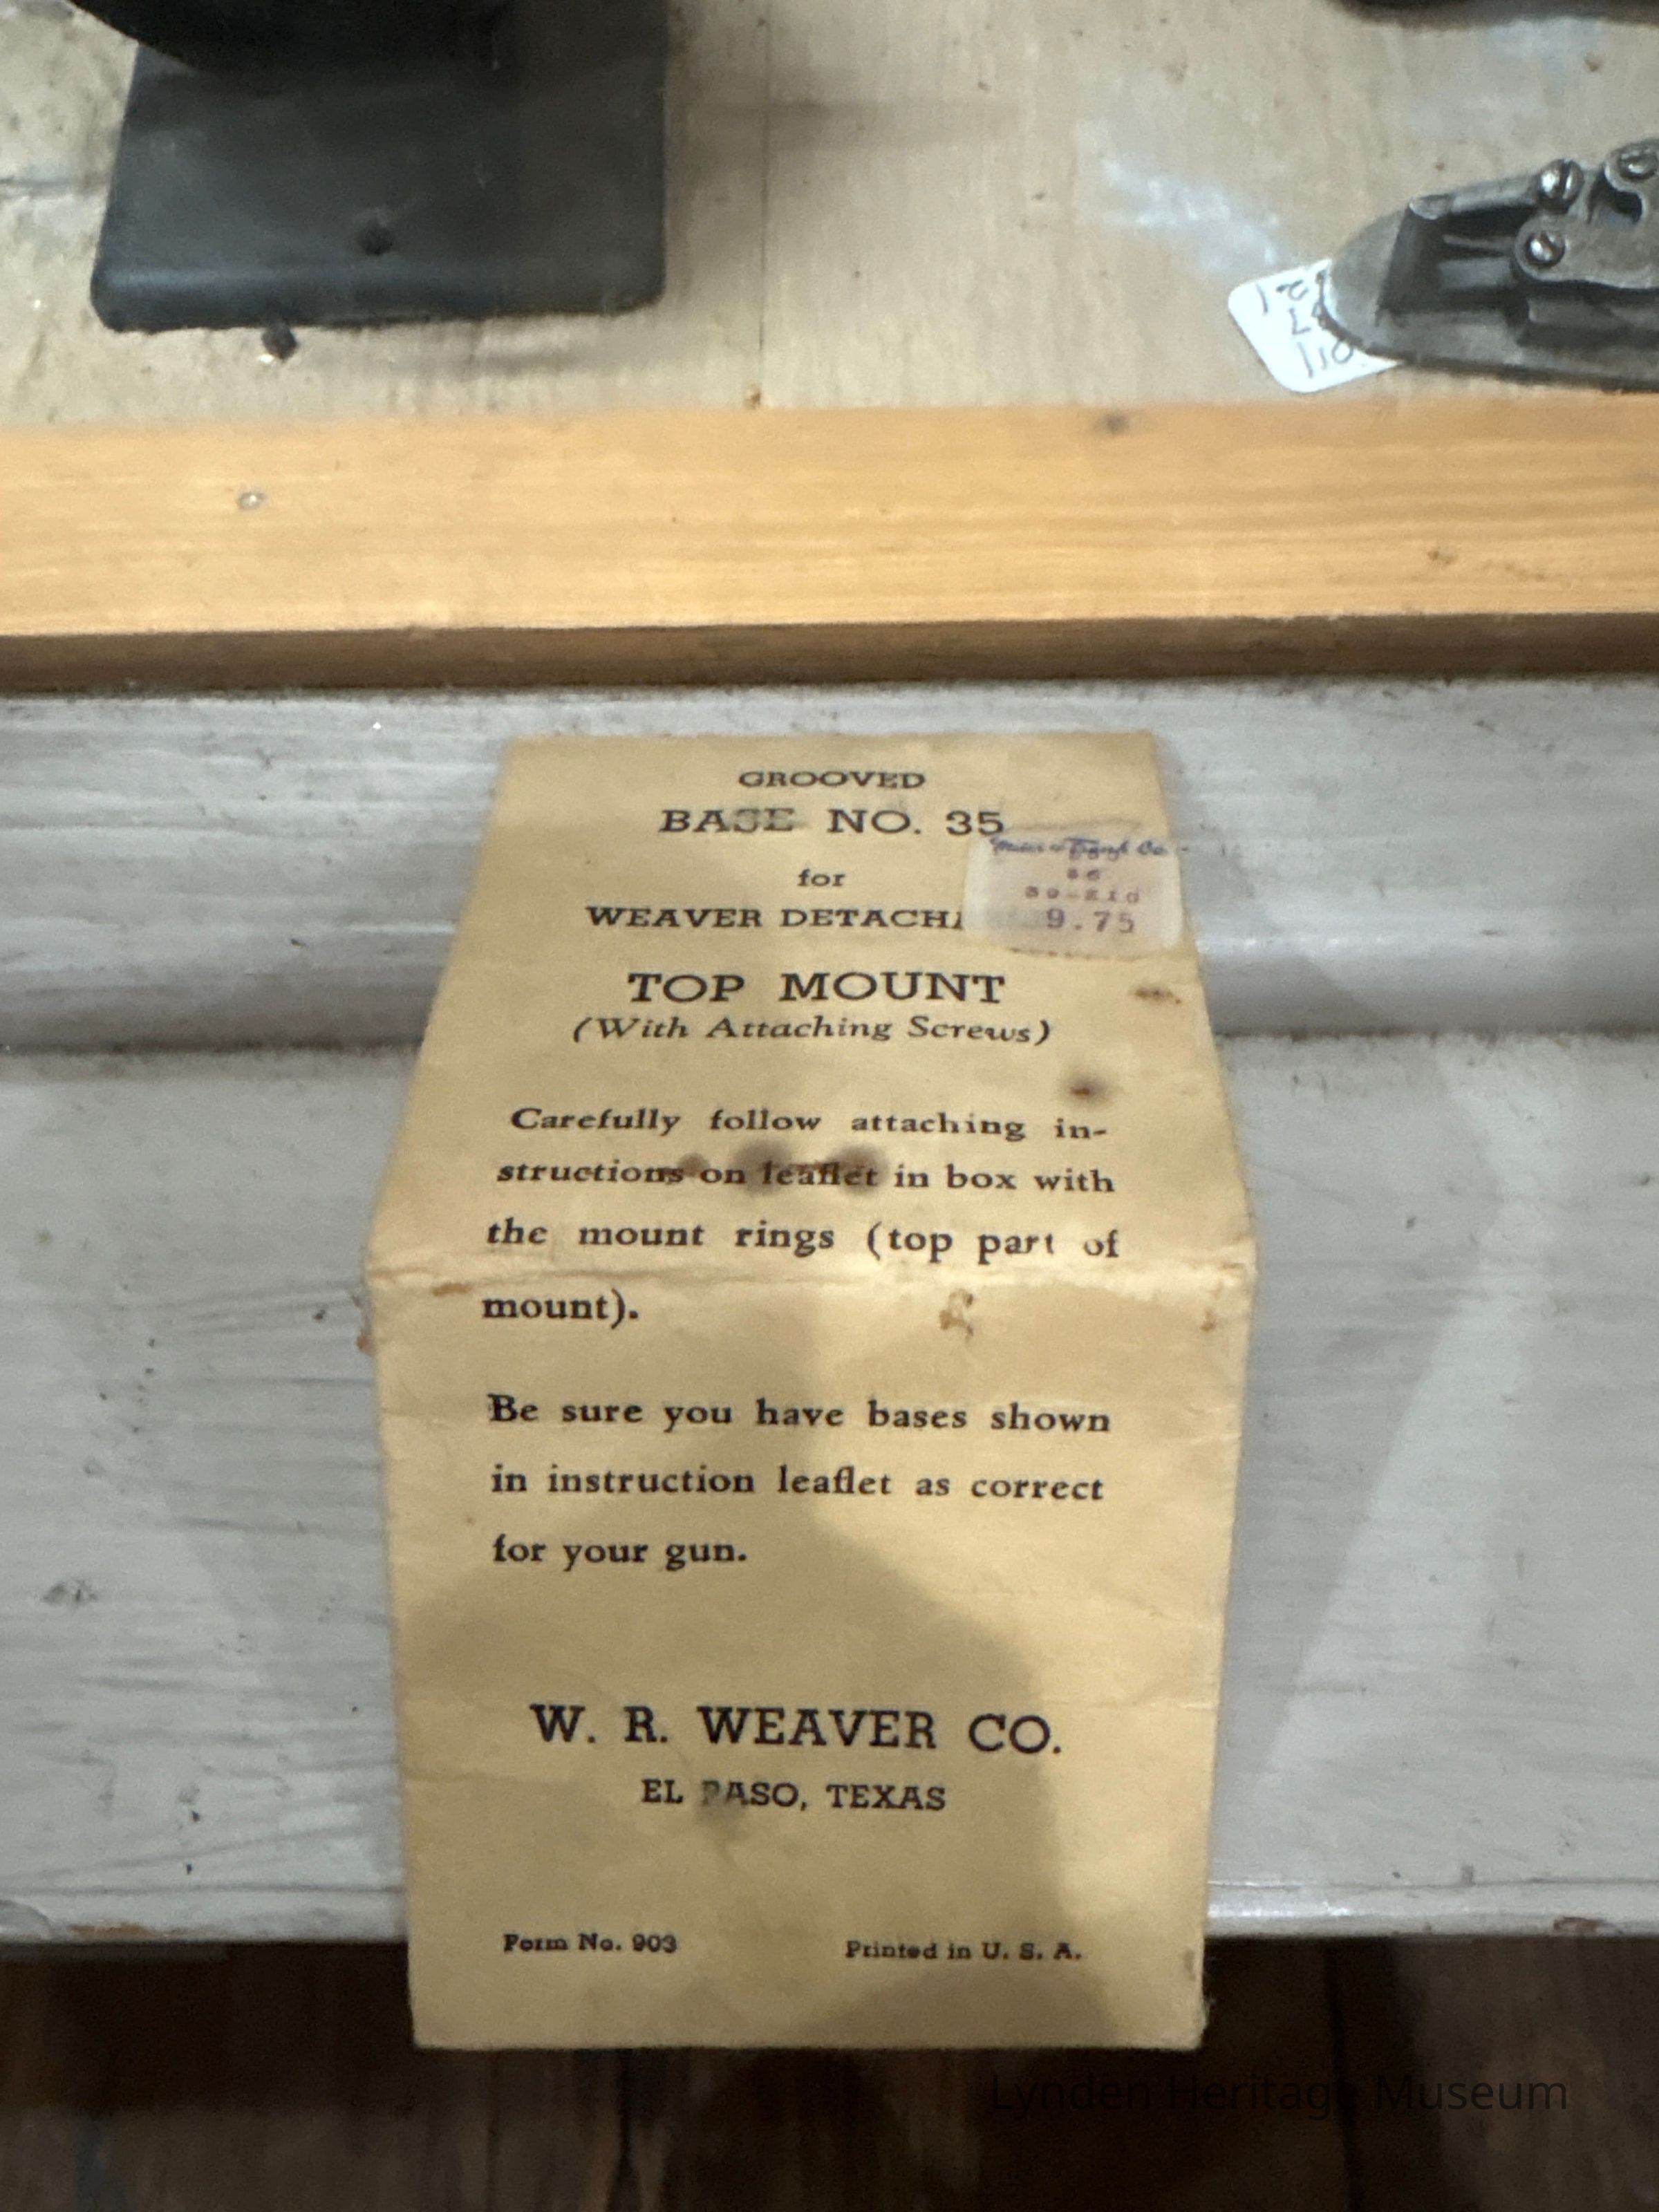 GROOVED
BASE NO. 35
for
WEAVER DETACHA
9.75
TOP MOUNT
(With Attaching Screws)
Carefully follow attaching in-
structions on leaflet in box with
the mount rings (top part of
mount).
Be sure you have bases shown
in instruction leaflet as correct
for your gun.
W. R. WEAVER CO.
EL PASO, TEXAS
Form No. 903
Printed in U. S. A.
Lynden Heritage Museum